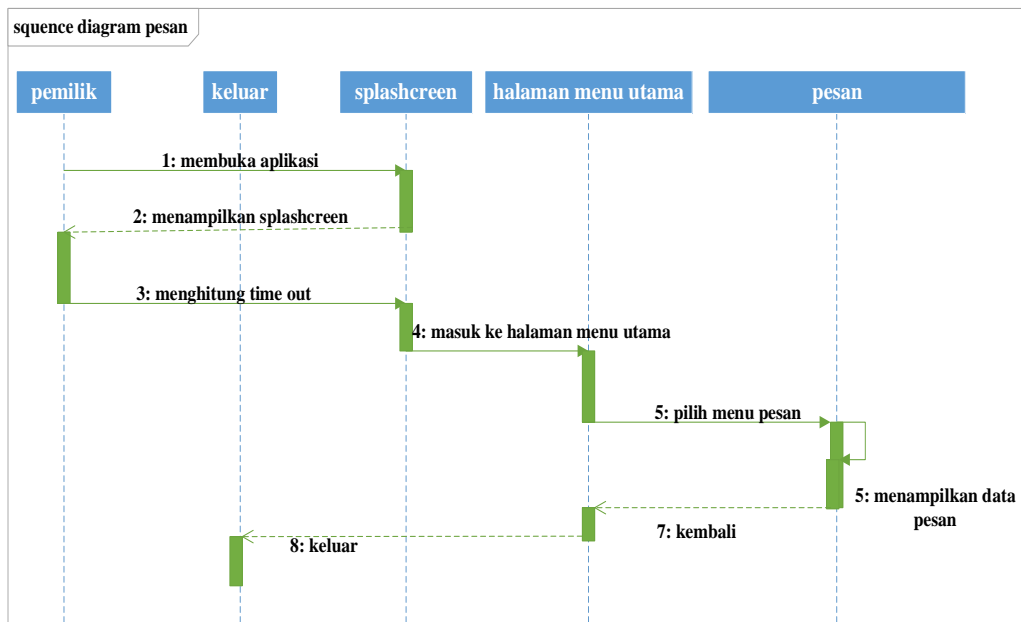 squence diagram pesan
pemilik
keluar
splashcreen
halaman menu utama
pesan
1: membuka aplikasi
2: menampilkan splashcreen
3: menghitung time out
4: masuk ke halaman menu utama
5: pilih menu pesan
5: menampilkan data
pesan
7: kembali
8: keluar